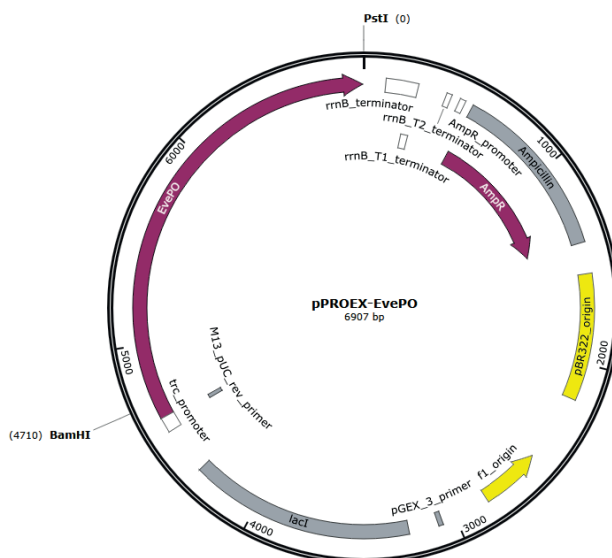 PstI (0)
rrnB_terminator
rrnB_T2_terminator
AmpR_promoter
rrnB_T1_terminator
Ampicillin
1000
AmpR
6000
EvePO
pPROEX-EvePO
6907 bp
pBR322_origin
2000
M13_pUC_rev_primer
5000
trc_promoter
(4710) BamHI
f1_origin
pGEX_3_primer
3000
lacI
4000